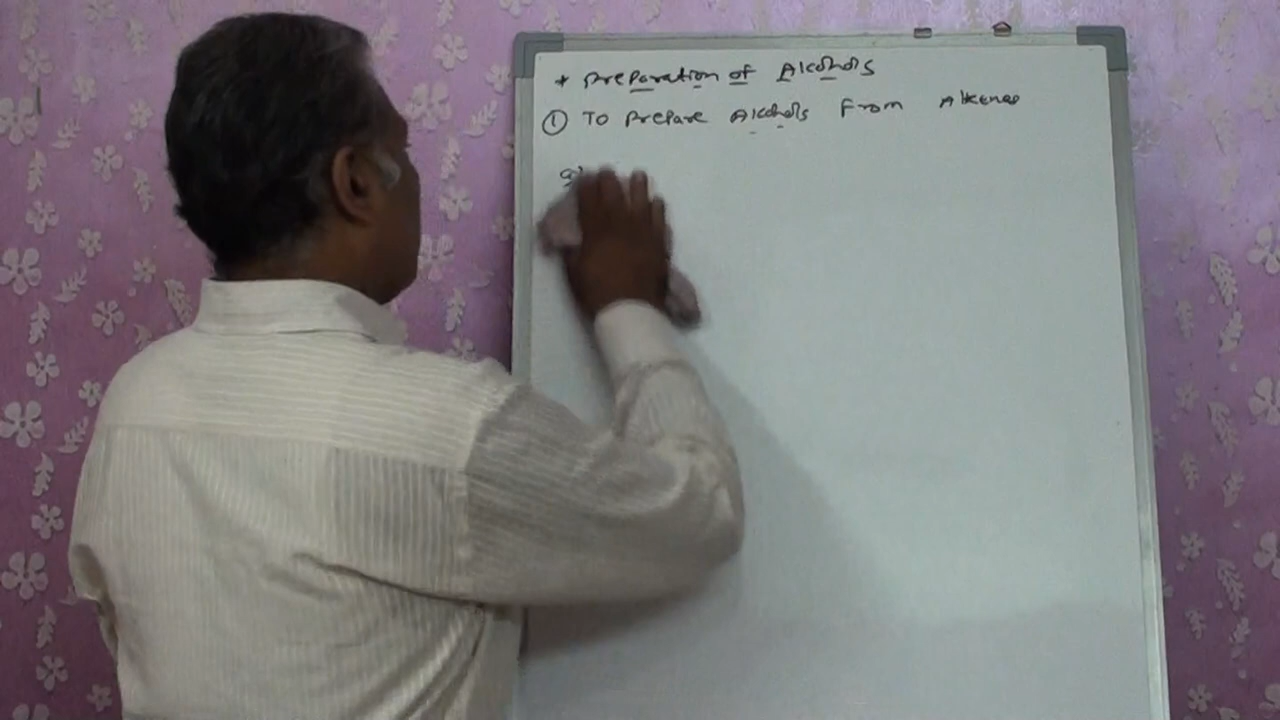 * Preparation of Alcohols
① To Prepare Alcohols From Alkenes